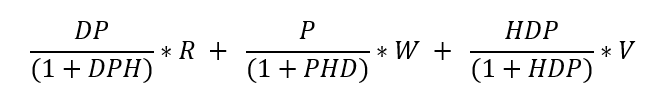 DP/(1 + DPH) * R + P/(1 + PHD) * W + HDP/(1 + HDP) * V